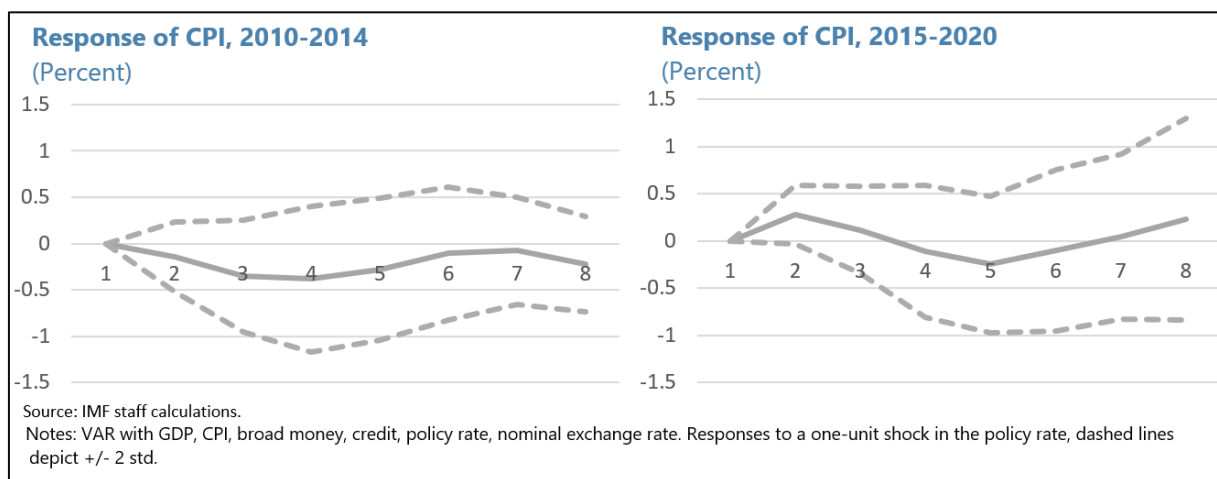 Response of CPI, 2010-2014
(Percent)
1.5
1
0.5
0
-0.5
-1
-1.5
1 2 3 4 5 6 7 8
Response of CPI, 2015-2020
(Percent)
1.5
1
0.5
0
-0.5
-1
-1.5
1 2 3 4 5 6 7 8
Source: IMF staff calculations.
Notes: VAR with GDP, CPI, broad money, credit, policy rate, nominal exchange rate. Responses to a one-unit shock in the policy rate, dashed lines
depict +/- 2 std.